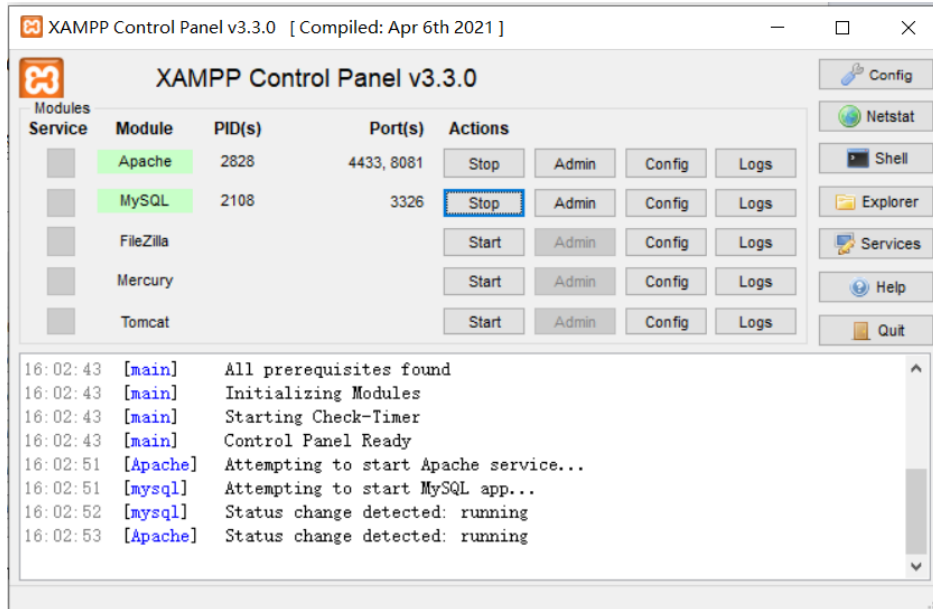 XAMPP Control Panel v3.3.0 [ Compiled: Apr 6th 2021 ]
XAMPP Control Panel v3.3.0
Config
Modules
Service Module PID(s) Port(s) Actions
Netstat
Apache 2828 4433, 8081 Stop Admin Config Logs
Shell
MySQL 2108 3326 Stop Admin Config Logs
Explorer
FileZilla Start Admin Config Logs
Services
Mercury Start Admin Config Logs
Help
Tomcat Start Admin Config Logs
Quit
16:02:43 [main] All prerequisites found
16:02:43 [main] Initializing Modules
16:02:43 [main] Starting Check-Timer
16:02:43 [main] Control Panel Ready
16:02:51 [Apache] Attempting to start Apache service...
16:02:51 [mysql] Attempting to start MySQL app...
16:02:52 [mysql] Status change detected: running
16:02:53 [Apache] Status change detected: running